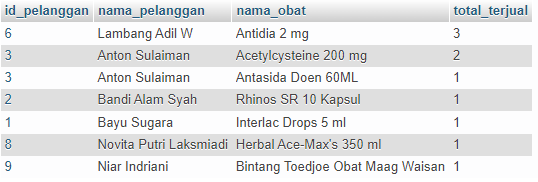 id_pelanggan nama_pelanggan nama_obat total_terjual
6 Lambang Adil W Antidia 2 mg 3
3 Anton Sulaiman Acetylcysteine 200 mg 2
3 Anton Sulaiman Antasida Doen 60ML 1
2 Bandi Alam Syah Rhinos SR 10 Kapsul 1
1 Bayu Sugara Interlac Drops 5 ml 1
8 Novita Putri Laksmiadi Herbal Ace-Max's 350 ml 1
9 Niar Indriani Bintang Toedjoe Obat Maag Waisan 1